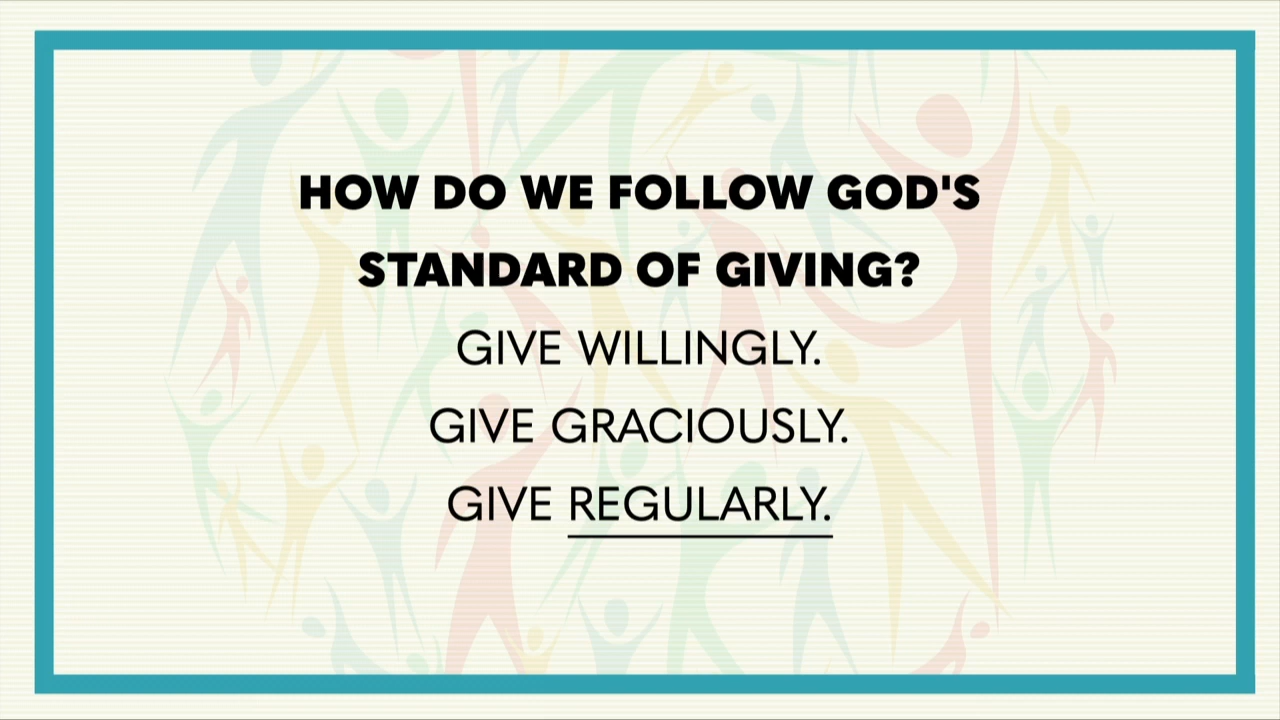 HOW DO WE FOLLOW GOD'S
STANDARD OF GIVING?
GIVE WILLINGLY.
GIVE GRACIOUSLY.
GIVE REGULARLY.